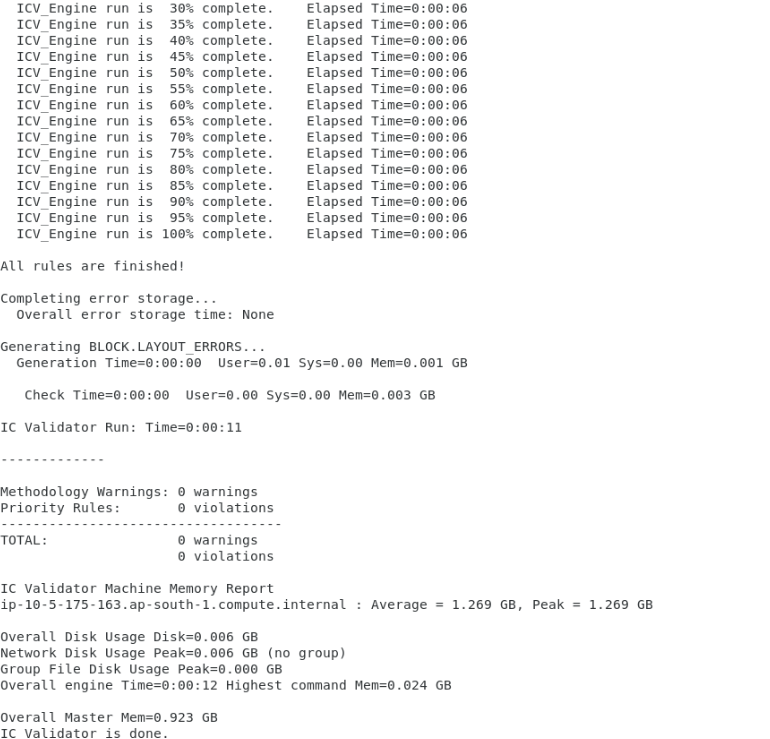 ICV_Engine run is  30% complete.    Elapsed Time=0:00:06
ICV_Engine run is  35% complete.    Elapsed Time=0:00:06
ICV_Engine run is  40% complete.    Elapsed Time=0:00:06
ICV_Engine run is  45% complete.    Elapsed Time=0:00:06
ICV_Engine run is  50% complete.    Elapsed Time=0:00:06
ICV_Engine run is  55% complete.    Elapsed Time=0:00:06
ICV_Engine run is  60% complete.    Elapsed Time=0:00:06
ICV_Engine run is  65% complete.    Elapsed Time=0:00:06
ICV_Engine run is  70% complete.    Elapsed Time=0:00:06
ICV_Engine run is  75% complete.    Elapsed Time=0:00:06
ICV_Engine run is  80% complete.    Elapsed Time=0:00:06
ICV_Engine run is  85% complete.    Elapsed Time=0:00:06
ICV_Engine run is  90% complete.    Elapsed Time=0:00:06
ICV_Engine run is  95% complete.    Elapsed Time=0:00:06
ICV_Engine run is 100% complete.    Elapsed Time=0:00:06
All rules are finished!
Completing error storage...
Overall error storage time: None
Generating BLOCK.LAYOUT_ERRORS...
Generation Time=0:00:00  User=0.01 Sys=0.00 Mem=0.001 GB
Check Time=0:00:00  User=0.00 Sys=0.00 Mem=0.003 GB
IC Validator Run: Time=0:00:11
-------------
Methodology Warnings: 0 warnings
Priority Rules:       0 violations
-----------------------------------
TOTAL:                0 warnings
0 violations
IC Validator Machine Memory Report
ip-10-5-175-163.ap-south-1.compute.internal : Average = 1.269 GB, Peak = 1.269 GB
Overall Disk Usage Disk=0.006 GB
Network Disk Usage Peak=0.006 GB (no group)
Group File Disk Usage Peak=0.000 GB
Overall engine Time=0:00:12 Highest command Mem=0.024 GB
Overall Master Mem=0.923 GB
IC Validator is done.